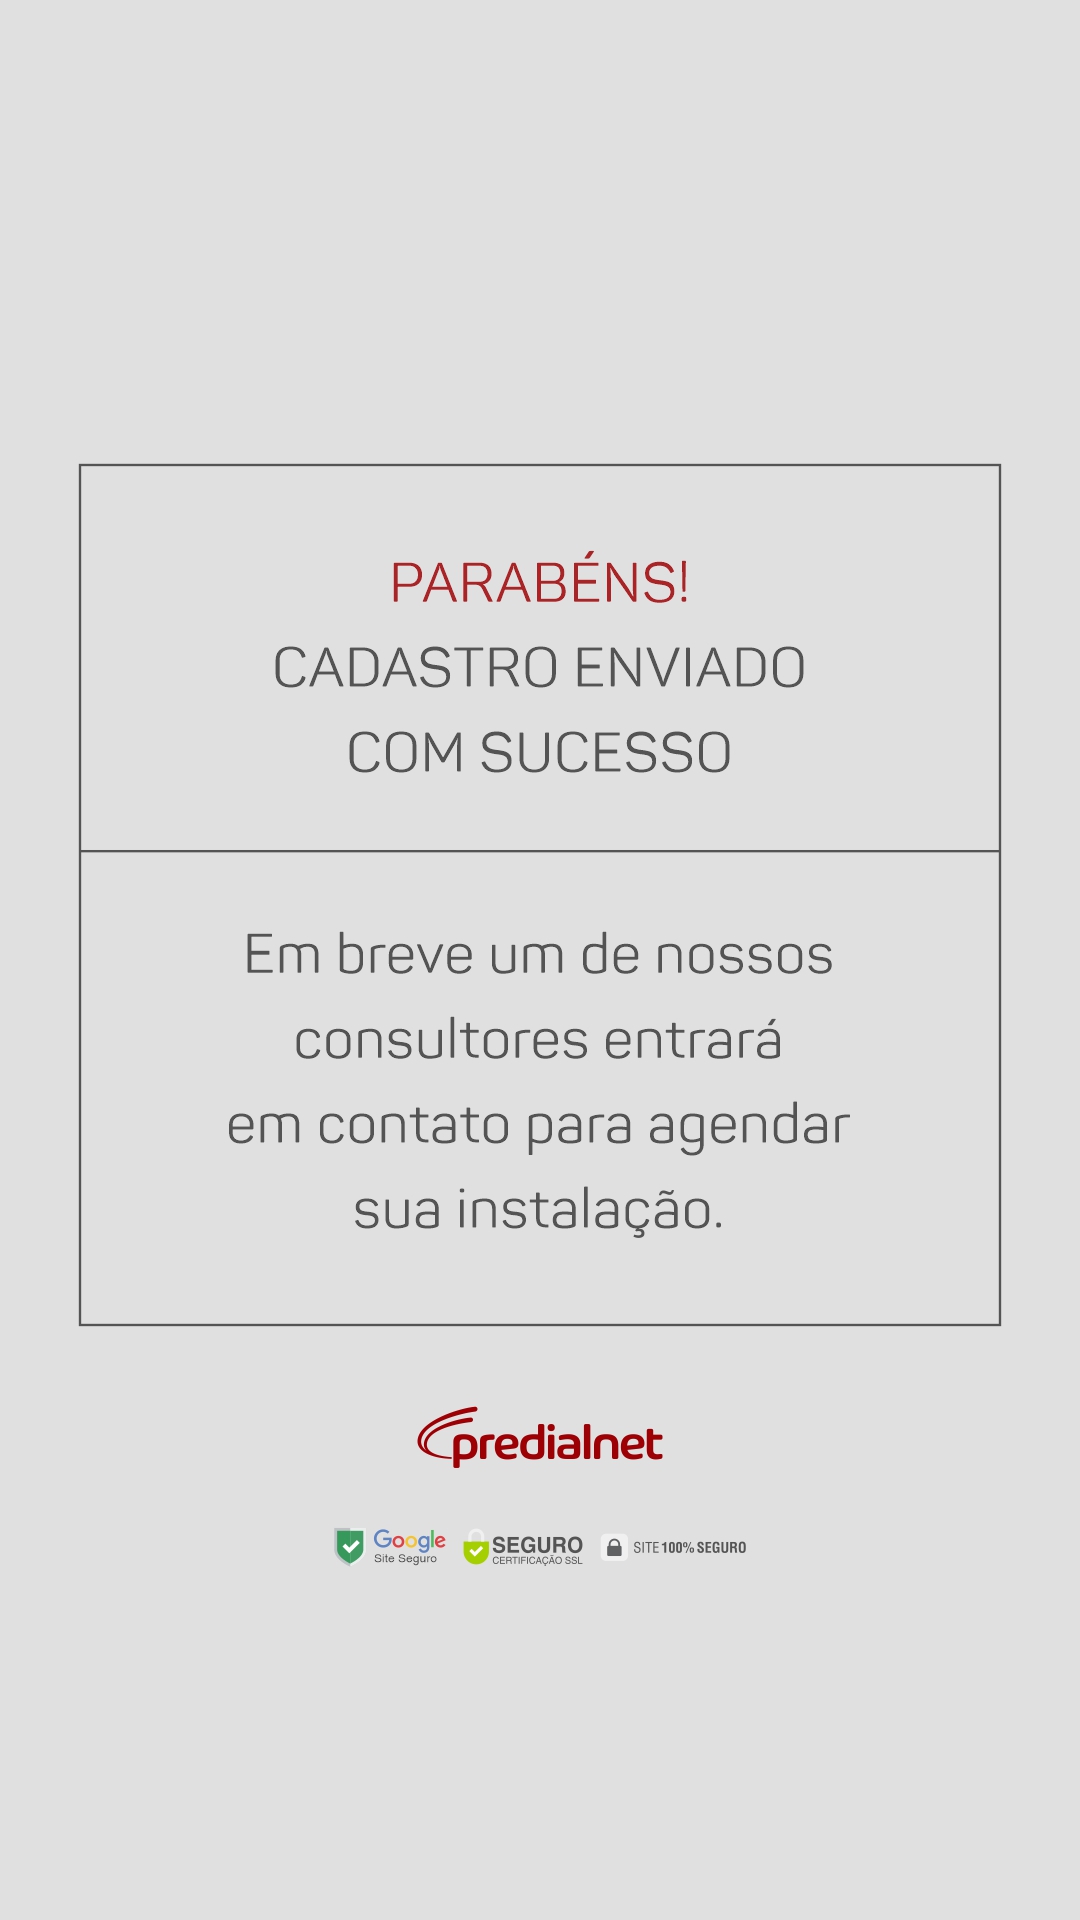 PARABÉNS!
CADASTRO ENVIADO
COM SUCESSO
Em breve um de nossos
consultores entrará
em contato para agendar
sua instalação.
predialnet
Google
Site Seguro
SEGURO
CERTIFICAÇÃO SSL
SITE 100% SEGURO